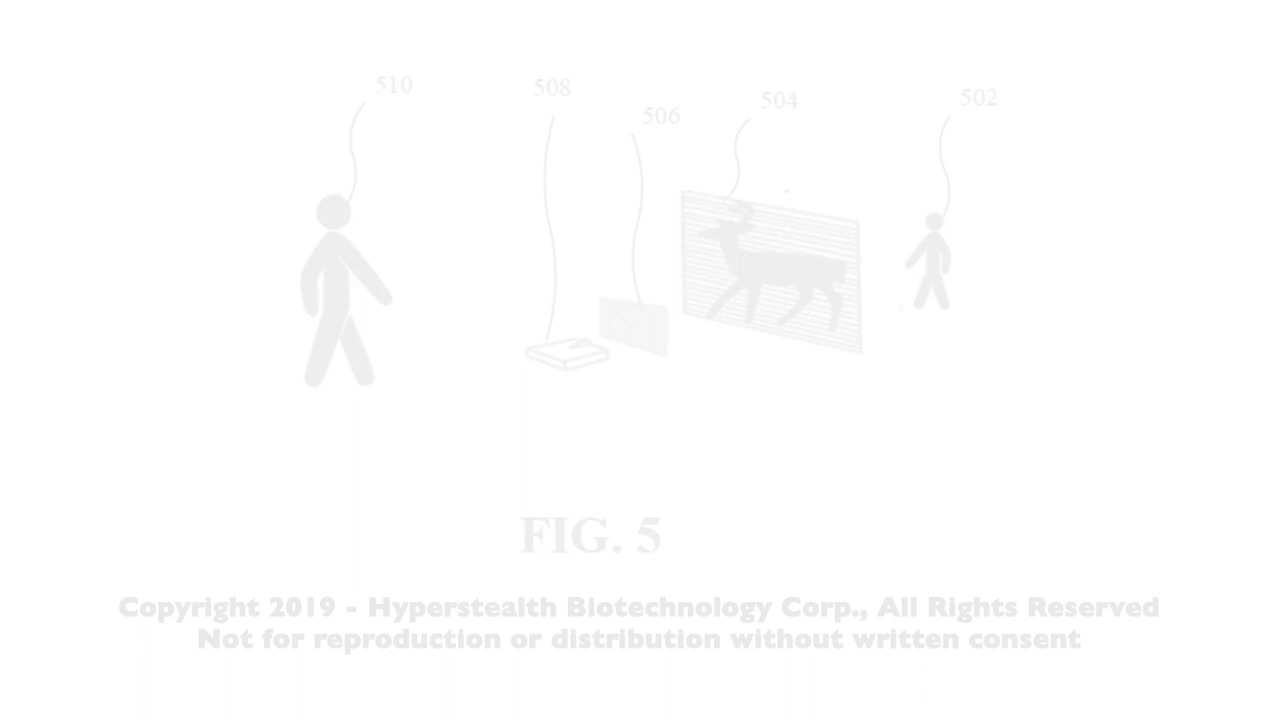 510
508
506
504
502
FIG. 5
Copyright 2019 - Hyperstealth Biotechnology Corp., All Rights Reserved
Not for reproduction or distribution without written consent